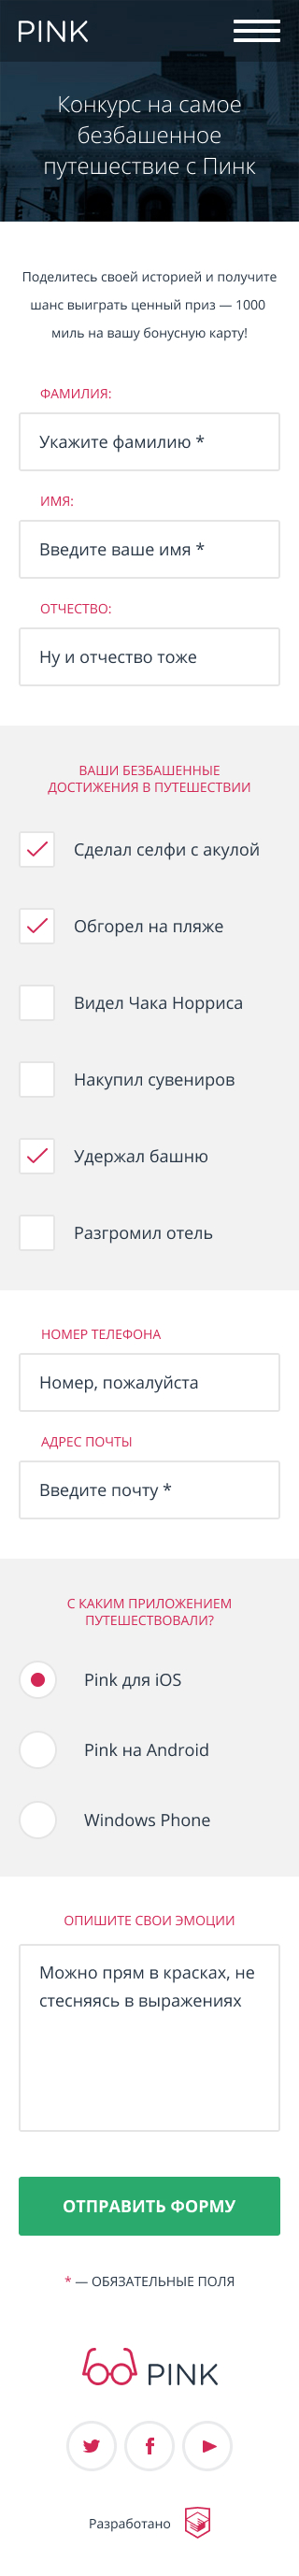 PINK
Конкурс на самое
безбашенное
путешествие с Пинк
Поделитесь своей историей и получите
шанс выиграть ценный приз — 1000
миль на вашу бонусную карту!
ФАМИЛИЯ:
Укажите фамилию *
ИМЯ:
Введите ваше имя *
ОТЧЕСТВО:
Ну и отчество тоже
ВАШИ БЕЗБАШЕННЫЕ
ДОСТИЖЕНИЯ В ПУТЕШЕСТВИИ
Сделал селфи с акулой
Обгорел на пляже
Видел Чака Норриса
Накупил сувениров
Удержал башню
Разгромил отель
НОМЕР ТЕЛЕФОНА
Номер, пожалуйста
АДРЕС ПОЧТЫ
Введите почту *
С КАКИМ ПРИЛОЖЕНИЕМ
ПУТЕШЕСТВОВАЛИ?
Pink для iOS
Pink на Android
Windows Phone
ОПИШИТЕ СВОИ ЭМОЦИИ
Можно прям в красках, не
стесняясь в выражениях
ОТПРАВИТЬ ФОРМУ
* — ОБЯЗАТЕЛЬНЫЕ ПОЛЯ
PINK
Разработано